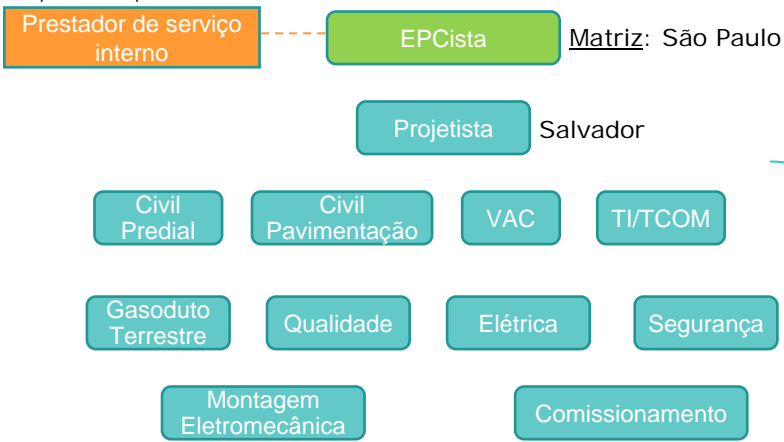 Prestador de serviço
interno
EPCista
Matriz: São Paulo
Projetista
Salvador
Civil
Predial
Civil
Pavimentação
VAC
TI/TCOM
Gasoduto
Terrestre
Qualidade
Elétrica
Segurança
Montagem
Eletromecânica
Comissionamento